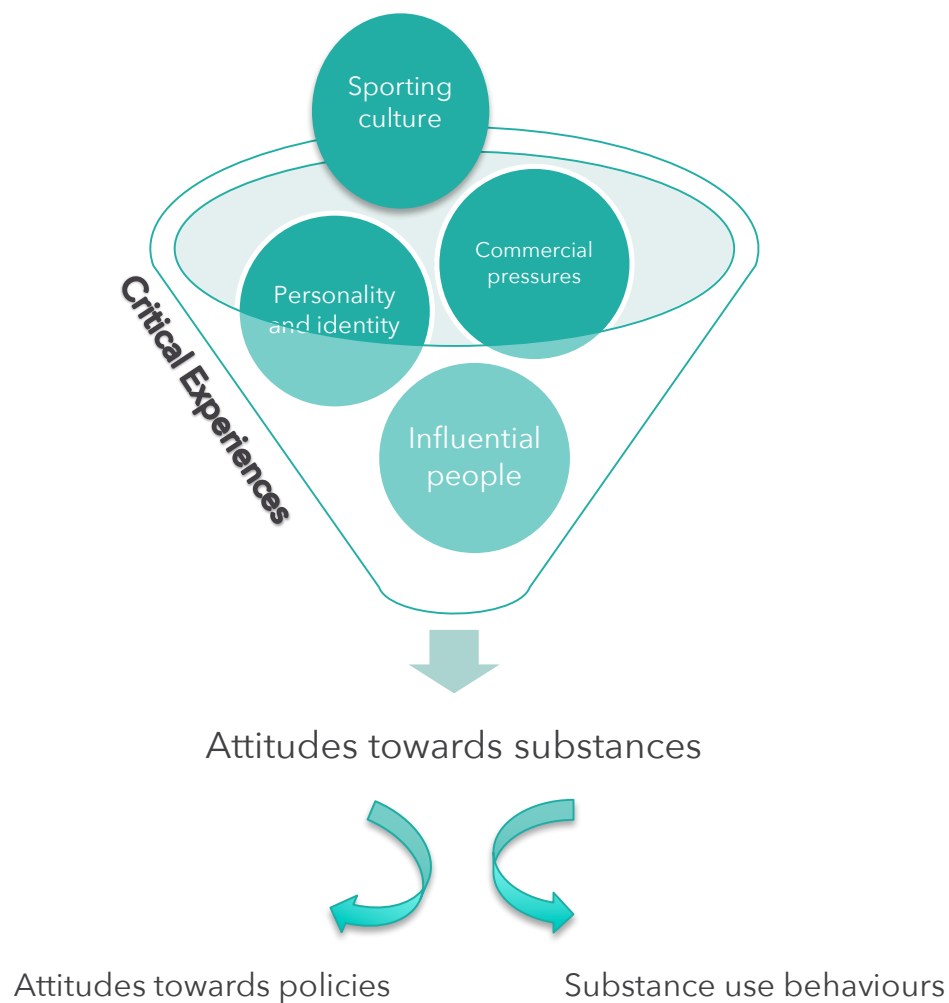 Sporting
culture
Commercial
pressures
Personality
and identity
Critical Experiences
Influential
people
Attitudes towards substances
Attitudes towards policies
Substance use behaviours